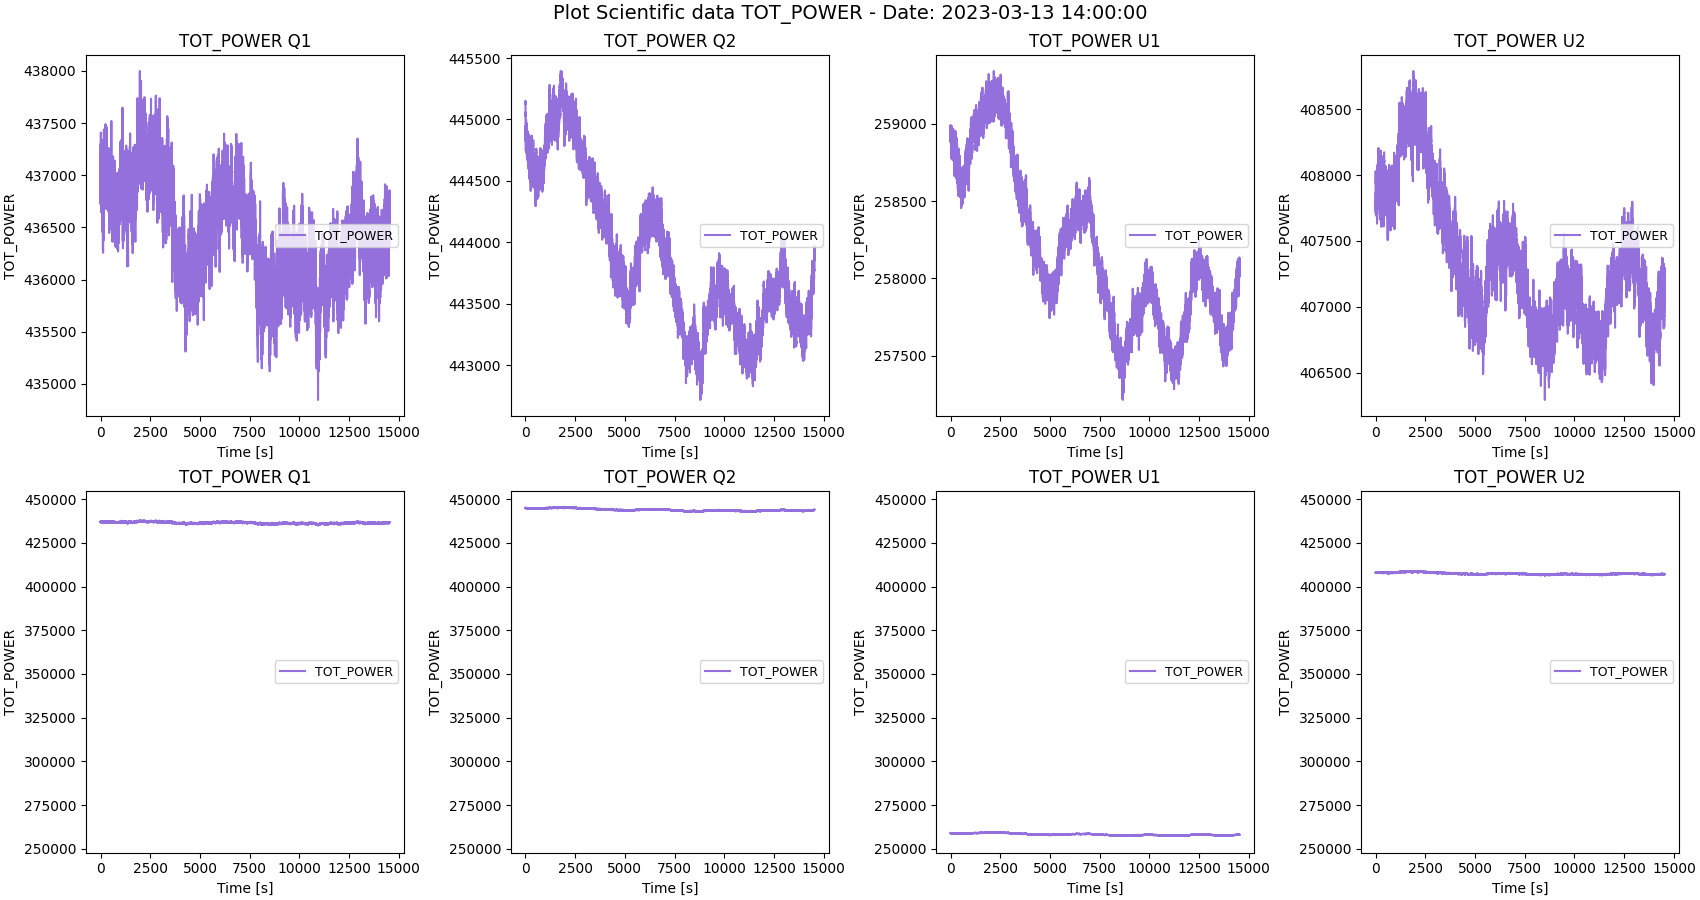 Plot Scientific data TOT_POWER - Date: 2023-03-13 14:00:00
TOT_POWER Q1
438000
437500
437000
436500
436000
435500
435000
TOT_POWER
TOT_POWER
0 2500 5000 7500 10000 12500 15000
Time [s]
TOT_POWER Q2
445500
445000
444500
444000
443500
443000
TOT_POWER
TOT_POWER
0 2500 5000 7500 10000 12500 15000
Time [s]
TOT_POWER U1
259000
258500
258000
257500
TOT_POWER
TOT_POWER
0 2500 5000 7500 10000 12500 15000
Time [s]
TOT_POWER U2
408500
408000
407500
407000
406500
TOT_POWER
TOT_POWER
0 2500 5000 7500 10000 12500 15000
Time [s]
TOT_POWER Q1
450000
425000
400000
375000
350000
325000
300000
275000
250000
TOT_POWER
TOT_POWER
0 2500 5000 7500 10000 12500 15000
Time [s]
TOT_POWER Q2
450000
425000
400000
375000
350000
325000
300000
275000
250000
TOT_POWER
TOT_POWER
0 2500 5000 7500 10000 12500 15000
Time [s]
TOT_POWER U1
450000
425000
400000
375000
350000
325000
300000
275000
250000
TOT_POWER
TOT_POWER
0 2500 5000 7500 10000 12500 15000
Time [s]
TOT_POWER U2
450000
425000
400000
375000
350000
325000
300000
275000
250000
TOT_POWER
TOT_POWER
0 2500 5000 7500 10000 12500 15000
Time [s]